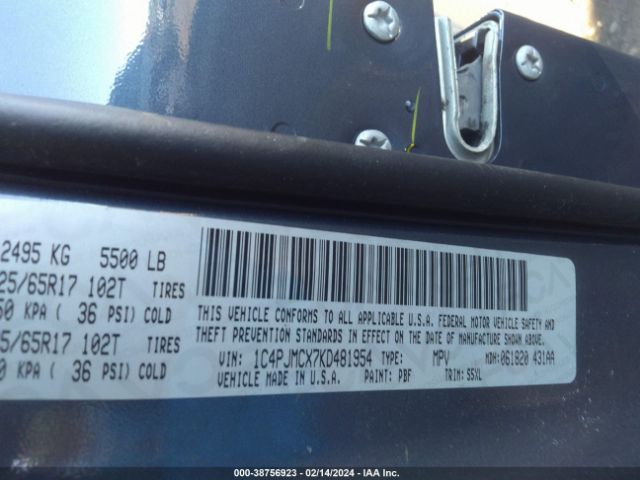 2495 KG 5500 LB
25/65R17 102T TIRES
50 KPA ( 36 PSI) COLD
5/65R17 102T TIRES
0 KPA ( 36 PSI) COLD
THIS VEHICLE CONFORMS TO ALL APPLICABLE U.S.A. FEDERAL MOTOR VEHICLE SAFETY AND
THEFT PREVENTION STANDARDS IN EFFECT ON THE DATE OF MANUFACTURE SHOWN ABOVE.
VIN: 1C4PJMCX7KD481954 TYPE: MPV MDH: 061820 431AA
VEHICLE MADE IN U.S.A. PAINT: PBF TRIM: S5XL
000-38756923 - 02/14/2024 - IAA Inc.